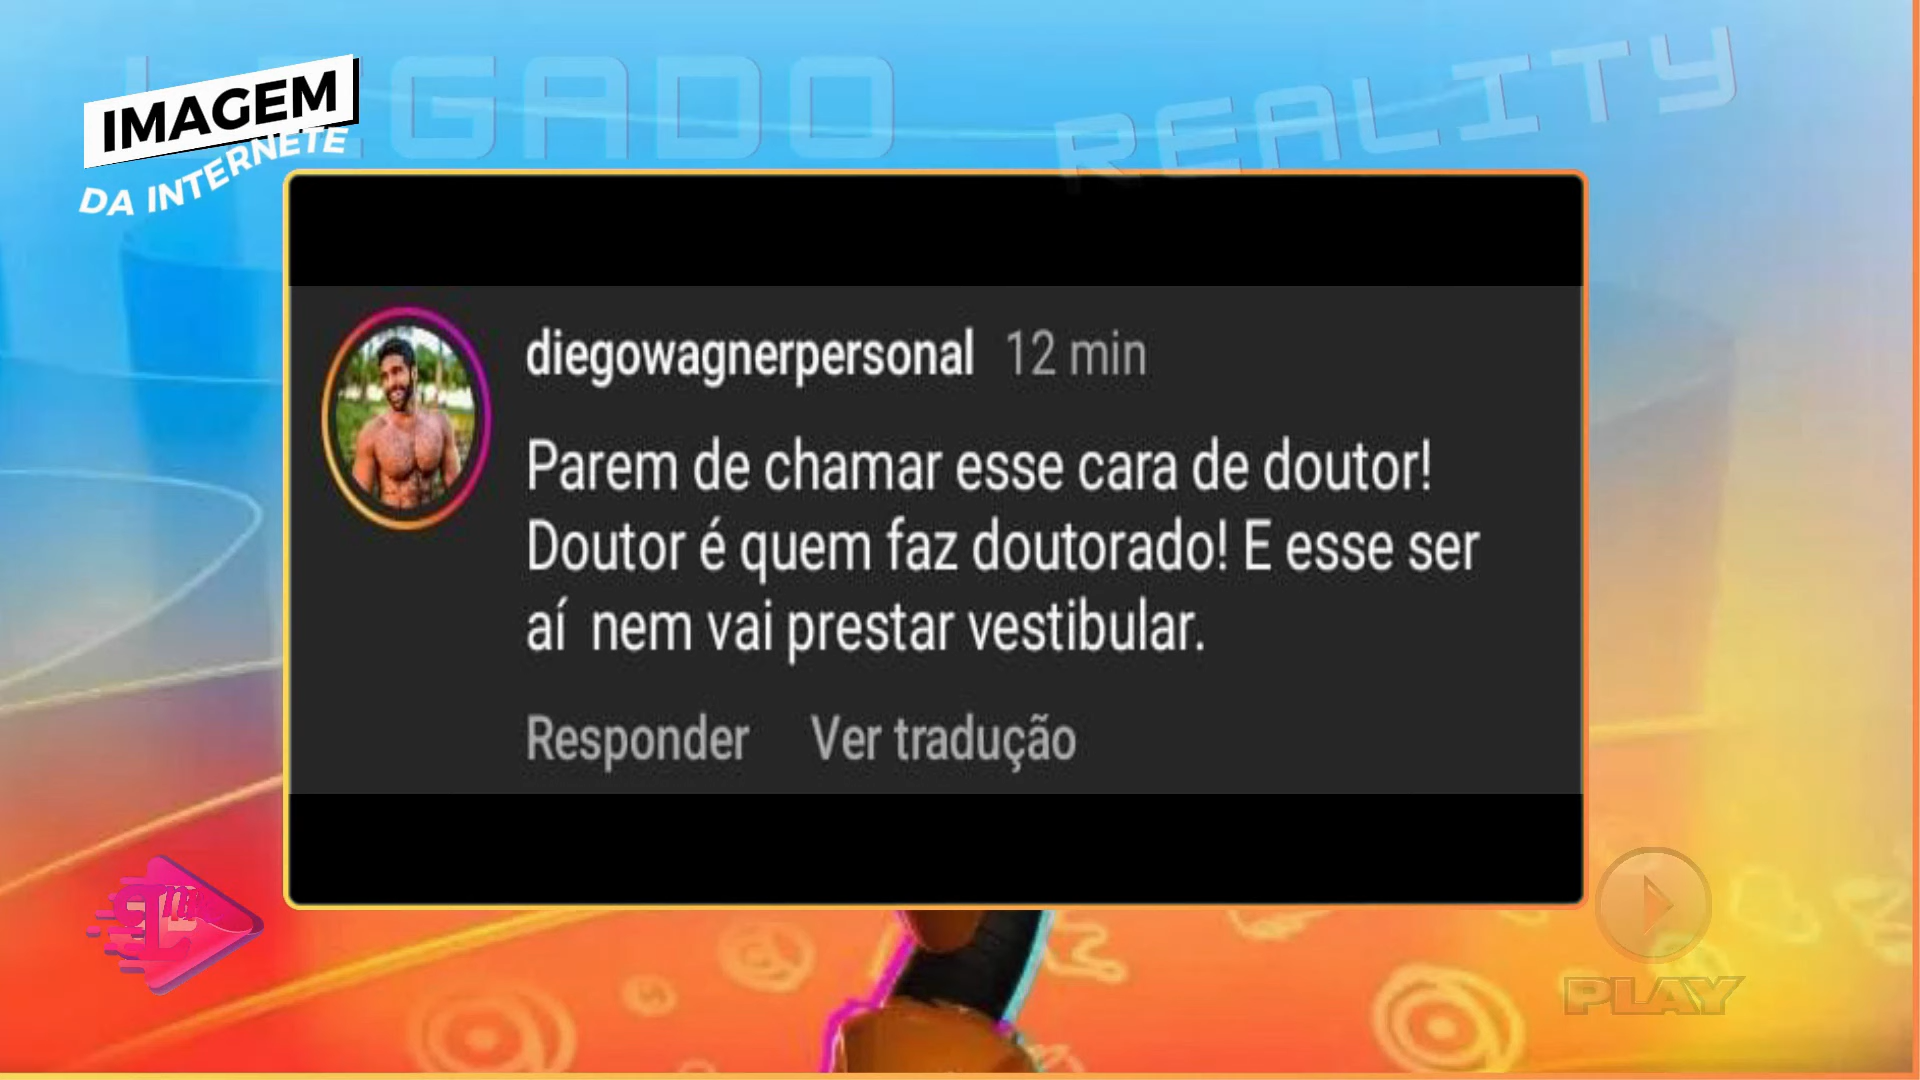 LEGADO
REALITY
IMAGEM
DA INTERNETE
diegowagnerpersonal 12 min
Parem de chamar esse cara de doutor!
Doutor é quem faz doutorado! E esse ser
aí nem vai prestar vestibular.
Responder Ver tradução
PLAY